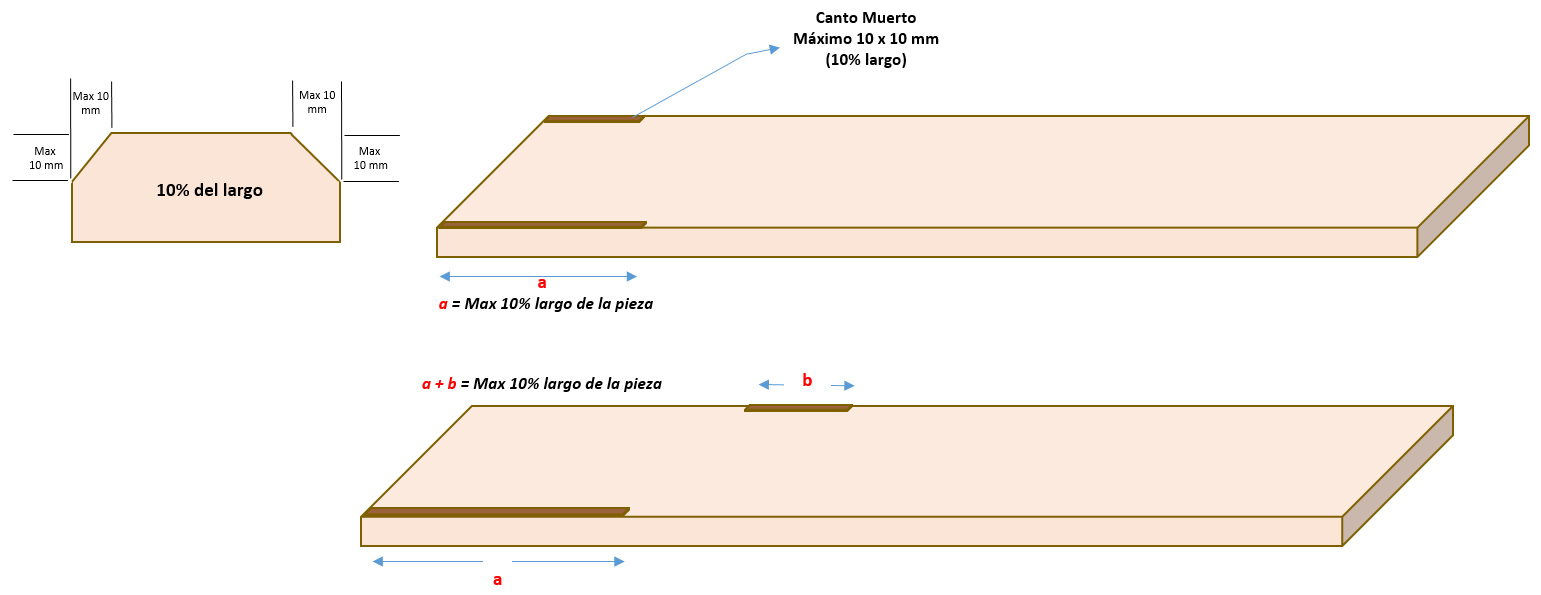 Canto Muerto
Máximo 10 x 10 mm
(10% largo)
Max 10
mm
Max 10
mm
Max
10 mm
Max
10 mm
10% del largo
a
a = Max 10% largo de la pieza
a + b = Max 10% largo de la pieza
b
a